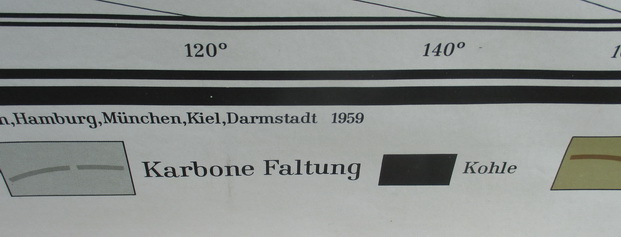 120° 140°
Hamburg,München,Kiel,Darmstadt 1959
Karbone Faltung Kohle